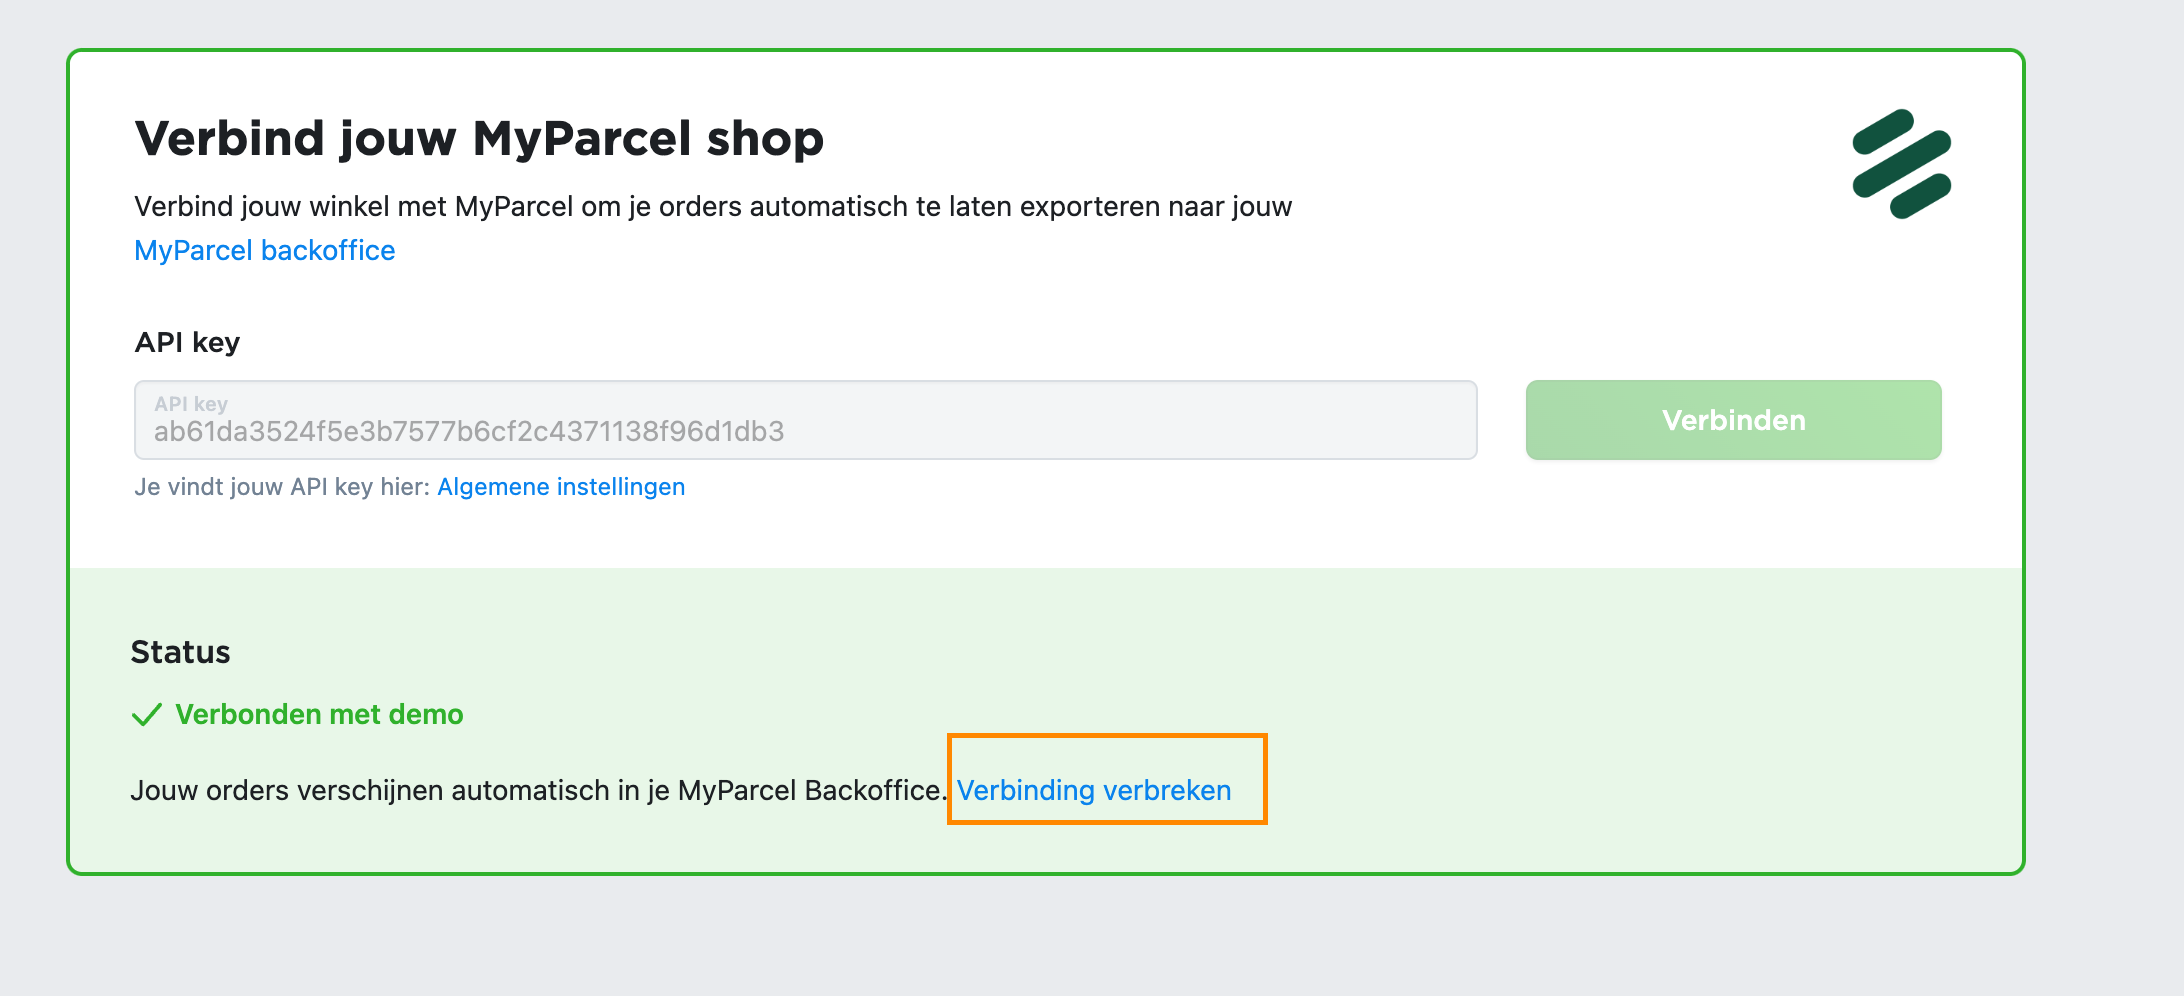 Verbind jouw MyParcel shop
Verbind jouw winkel met MyParcel om je orders automatisch te laten exporteren naar jouw
MyParcel backoffice
API key
API key
ab61da3524f5e3b7577b6cf2c4371138f96d1db3
Verbinden
Je vindt jouw API key hier: Algemene instellingen
Status
Verbonden met demo
Jouw orders verschijnen automatisch in je MyParcel Backoffice. Verbinding verbreken